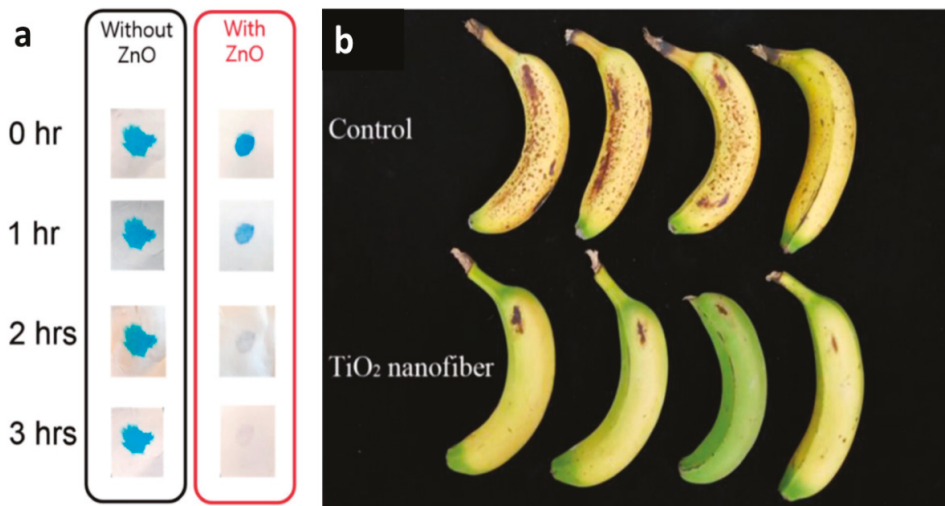 a
Without
ZnO
With
ZnO
0 hr
1 hr
2 hrs
3 hrs
b
Control
TiO₂ nanofiber